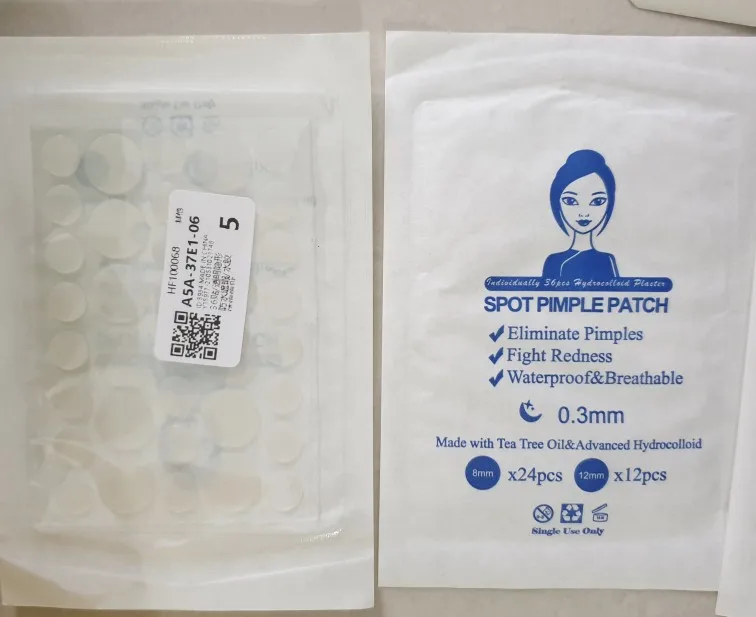 HF100068
A5A-37E1-06
5
Individually 36pcs Hydrocolloid Plaster
SPOT PIMPLE PATCH
Eliminate Pimples
Fight Redness
Waterproof&Breathable
0.3mm
Made with Tea Tree Oil&Advanced Hydrocolloid
8mm x24pcs 12mm x12pcs
Single Use Only